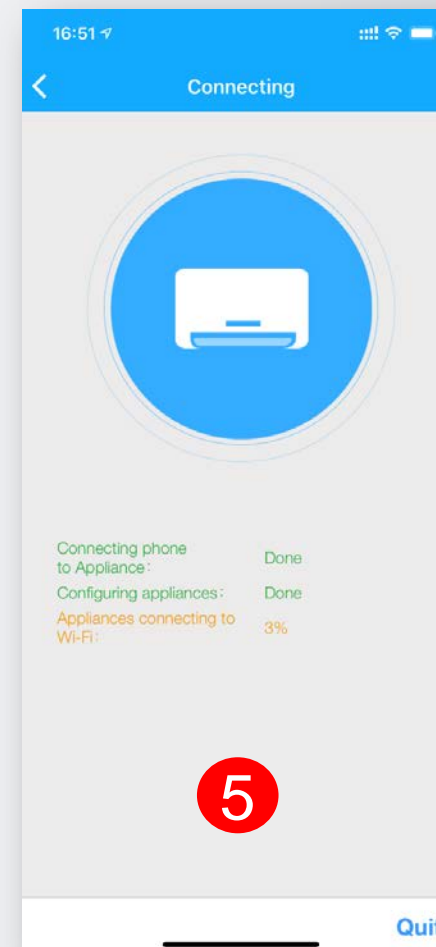 16:51
Connecting
Connecting phone
to Appliance: Done
Configuring appliances: Done
Appliances connecting to
Wi-Fi: 3%
5
Quit